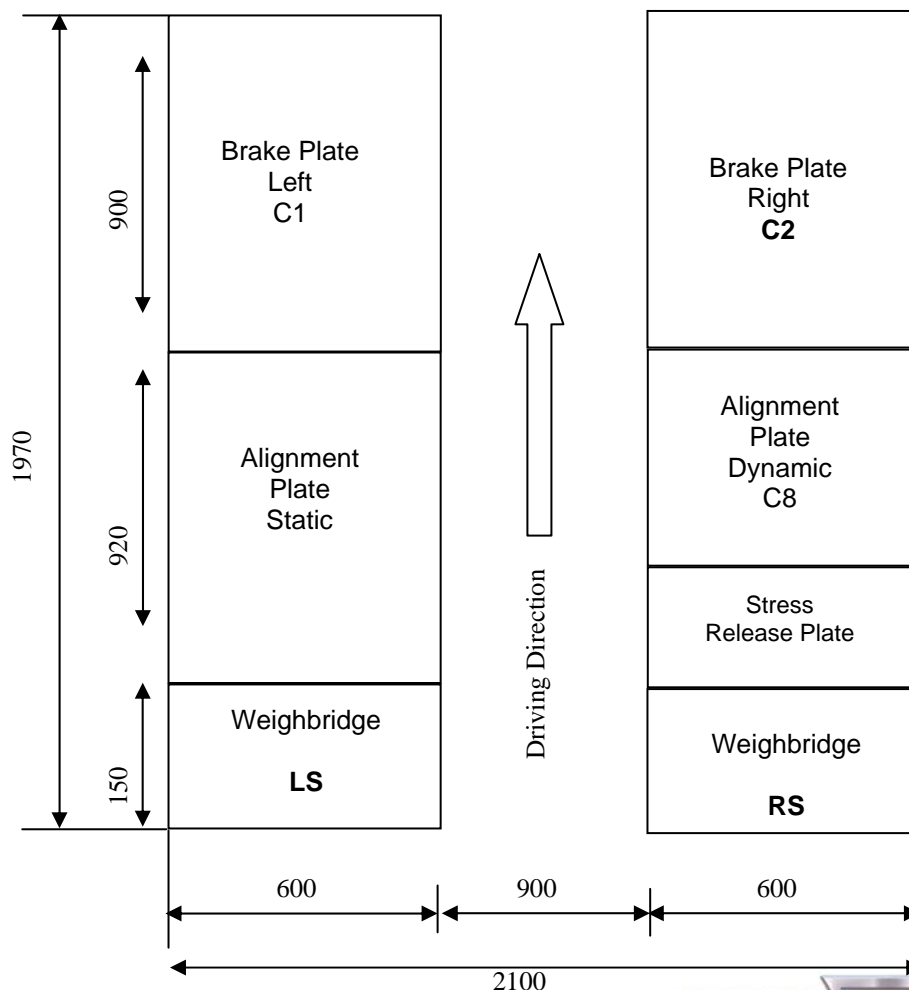 Brake Plate
Left
C1
Brake Plate
Right
C2
900
Alignment
Plate
Static
Alignment
Plate
Dynamic
C8
1970
920
Driving Direction
Stress
Release Plate
Weighbridge
LS
Weighbridge
RS
150
600
900
600
2100